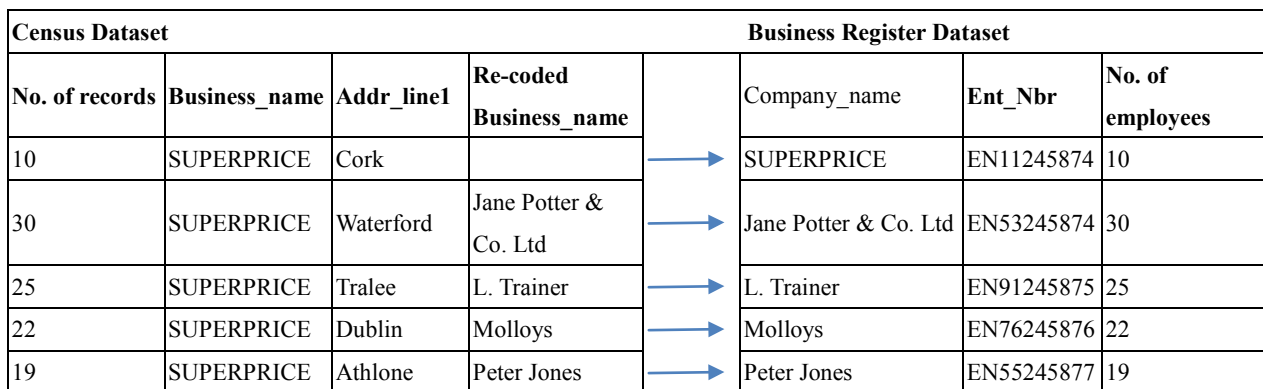 Census Dataset Business Register Dataset
No. of records Business_name Addr_line1 Re-coded Business_name Company_name Ent_Nbr No. of employees
10 SUPERPRICE Cork SUPERPRICE EN11245874 10
30 SUPERPRICE Waterford Jane Potter & Co. Ltd Jane Potter & Co. Ltd EN53245874 30
25 SUPERPRICE Tralee L. Trainer L. Trainer EN91245875 25
22 SUPERPRICE Dublin Molloys Molloys EN76245876 22
19 SUPERPRICE Athlone Peter Jones Peter Jones EN55245877 19